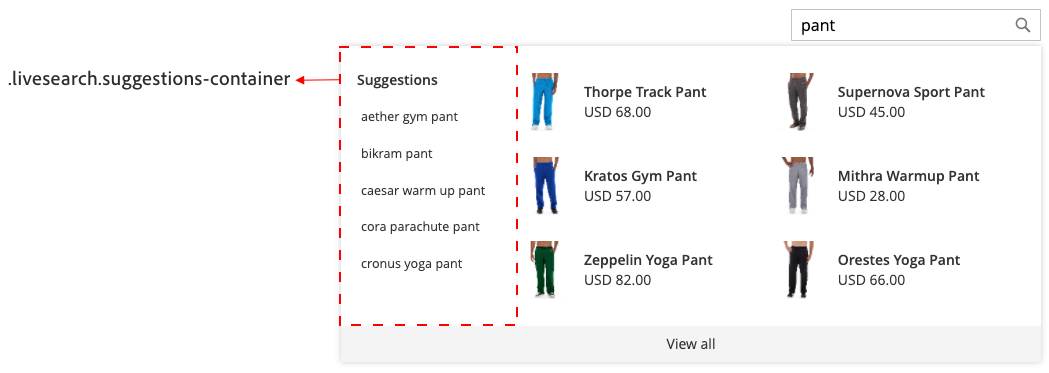 pant
.livesearch.suggestions-container
Suggestions
aether gym pant
bikram pant
caesar warm up pant
cora parachute pant
cronus yoga pant
Thorpe Track Pant
USD 68.00
Supernova Sport Pant
USD 45.00
Kratos Gym Pant
USD 57.00
Mithra Warmup Pant
USD 28.00
Zeppelin Yoga Pant
USD 82.00
Orestes Yoga Pant
USD 66.00
View all